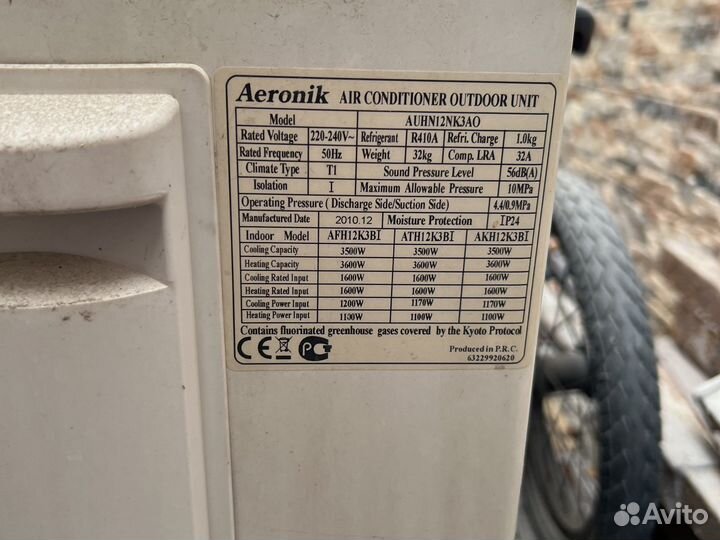 Aeronik AIR CONDITIONER OUTDOOR UNIT
Model AUHN12NK3AO
Rated Voltage 220-240V~ Refrigerant R410A Refri. Charge 1.0kg
Rated Frequency 50Hz Weight 32kg Comp. LRA 32A
Climate Type T1 Sound Pressure Level 56dB(A)
Isolation I Maximum Allowable Pressure 10MPa
Operating Pressure ( Discharge Side/Suction Side) 4.4/0.9MPa
Manufactured Date 2010.12 Moisture Protection IP24
Indoor Model AFH12K3BI ATH12K3BI AKH12K3BI
Cooling Capacity 3500W 3500W 3500W
Heating Capacity 3600W 3600W 3600W
Cooling Rated Input 1600W 1600W 1600W
Heating Rated Input 1600W 1600W 1600W
Cooling Power Input 1200W 1170W 1170W
Heating Power Input 1100W 1100W 1100W
Contains fluorinated greenhouse gases covered by the Kyoto Protocol
CE PG
Produced in P.R.C.
63229920620
Avito